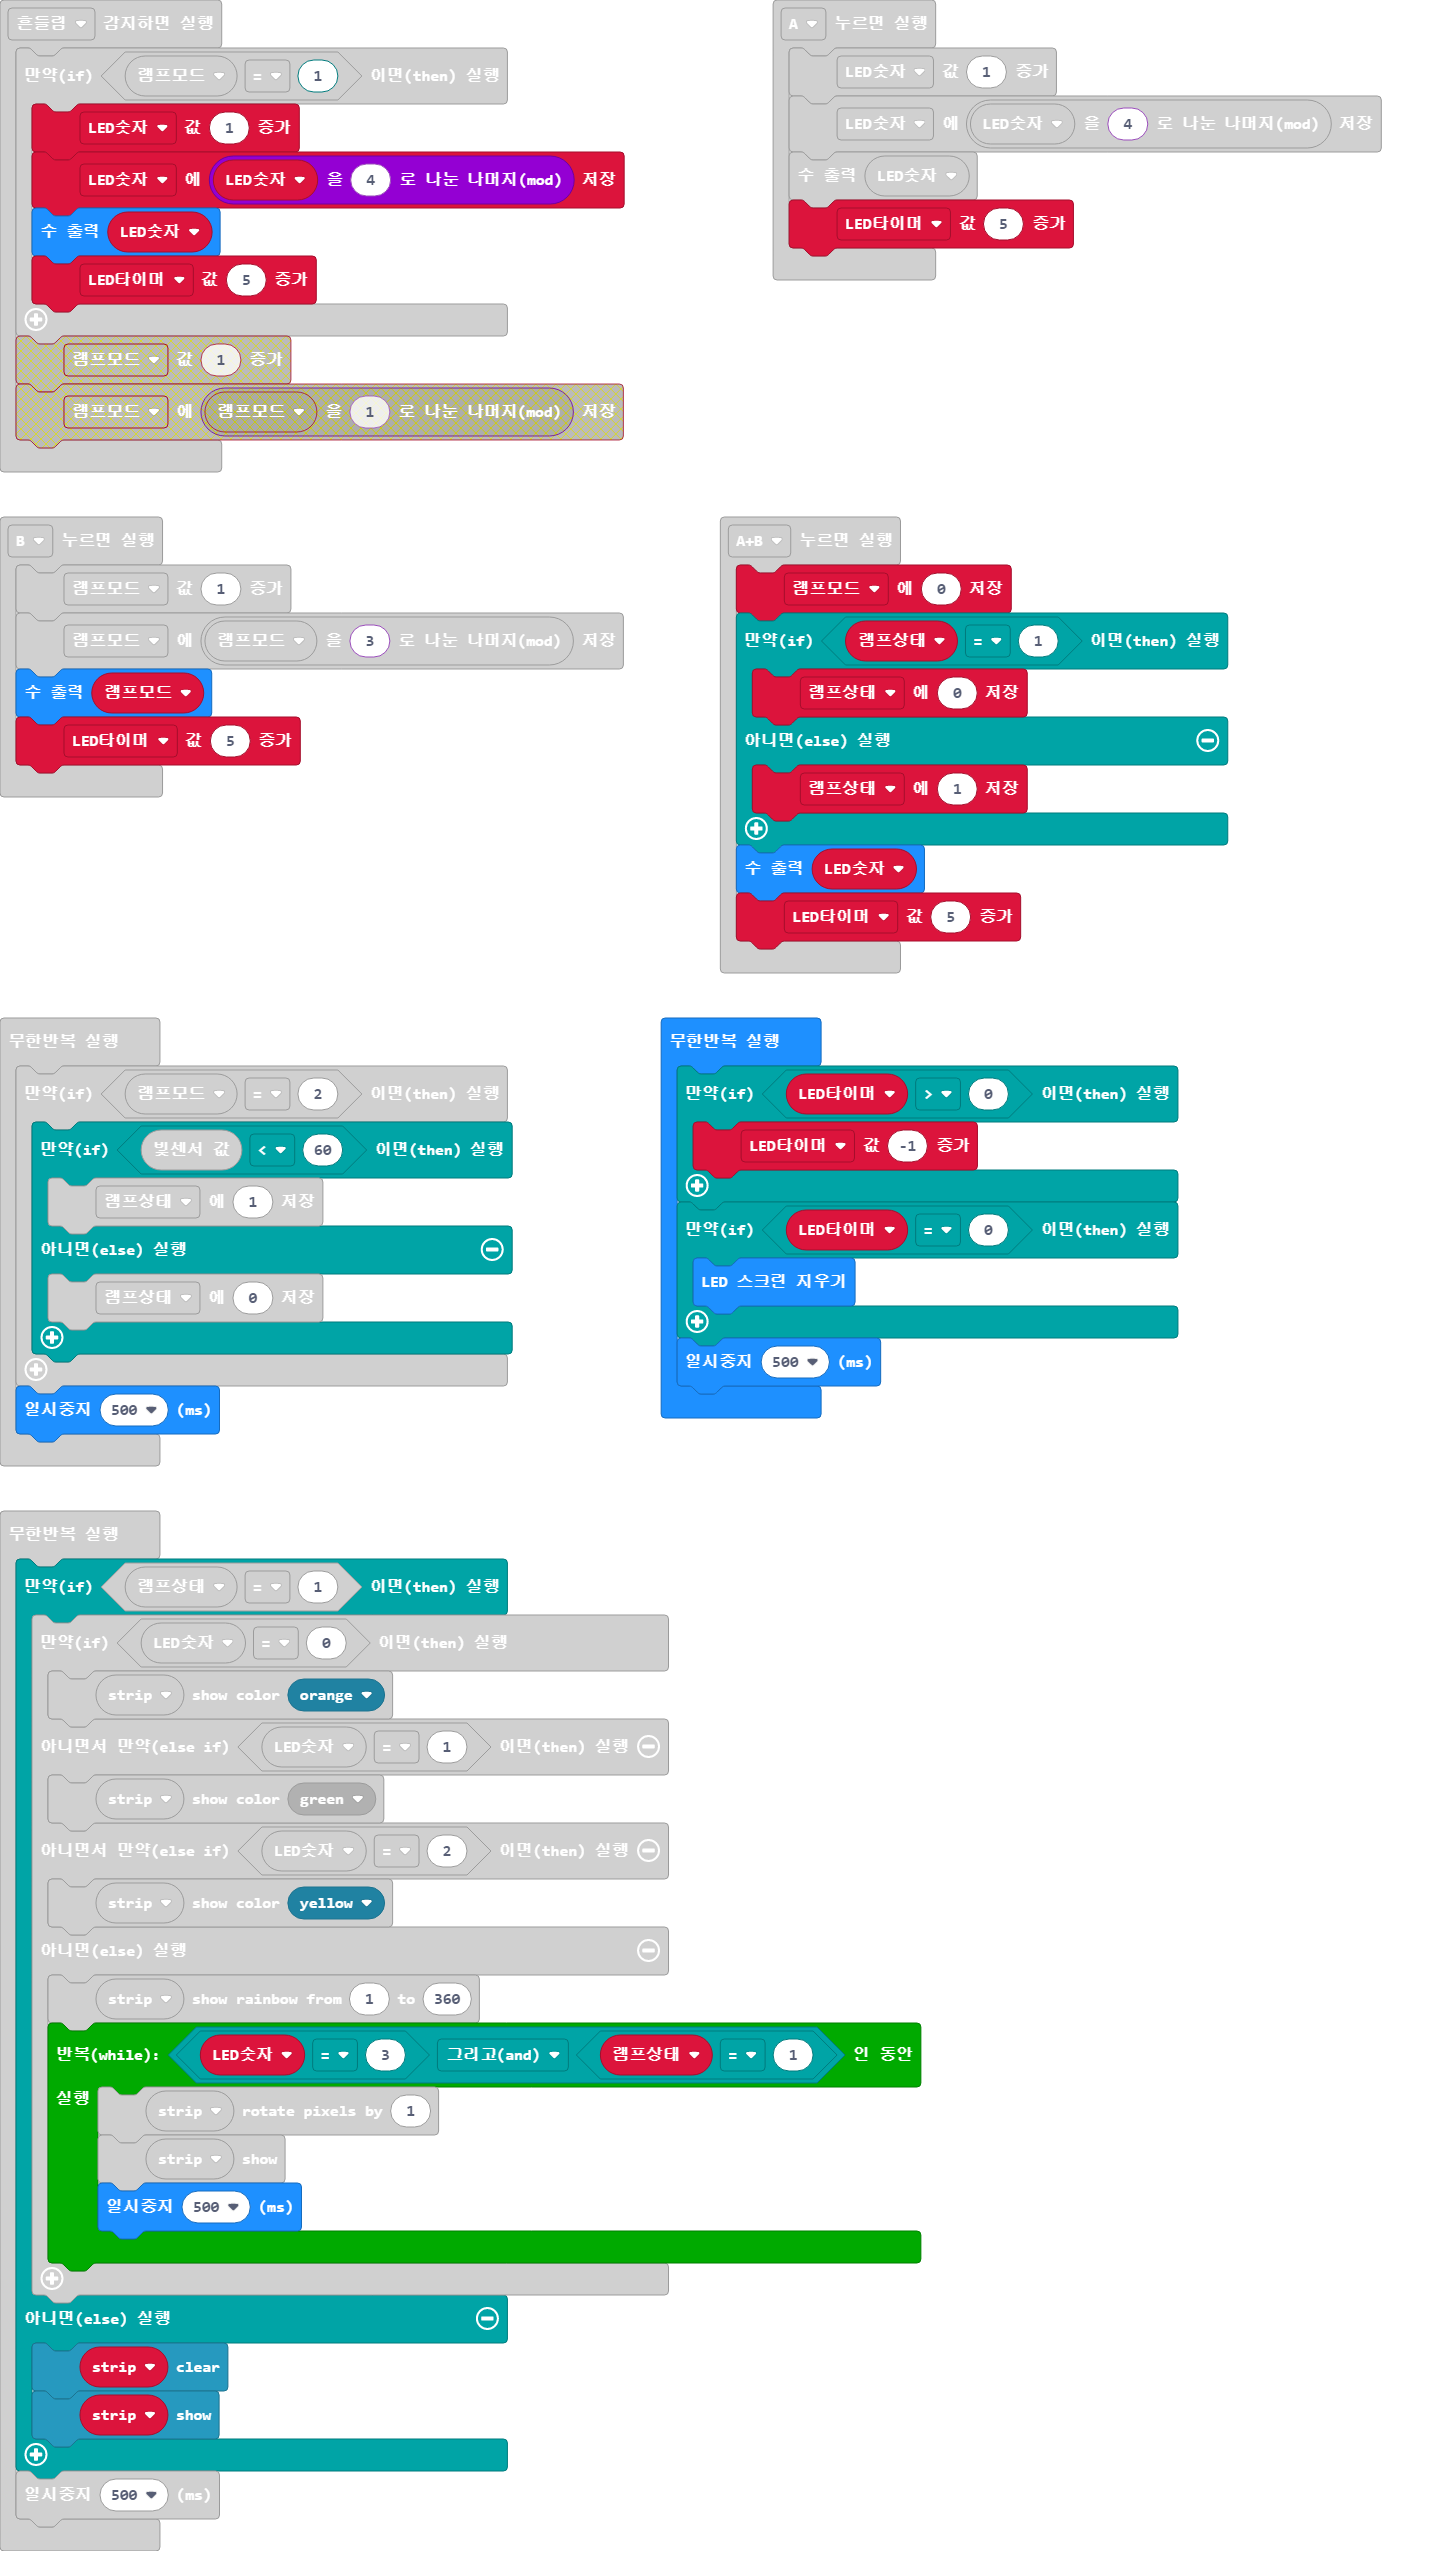 흔들림 감지하면 실행
만약(if) 램프모드 = 1 이면(then) 실행
LED숫자 값 1 증가
LED숫자 에 LED숫자 을 4 로 나눈 나머지(mod) 저장
수 출력 LED숫자
LED타이머 값 5 증가
램프모드 값 1 증가
램프모드 에 램프모드 을 1 로 나눈 나머지(mod) 저장
A 누르면 실행
LED숫자 값 1 증가
LED숫자 에 LED숫자 을 4 로 나눈 나머지(mod) 저장
수 출력 LED숫자
LED타이머 값 5 증가
B 누르면 실행
램프모드 값 1 증가
램프모드 에 램프모드 을 3 로 나눈 나머지(mod) 저장
수 출력 램프모드
LED타이머 값 5 증가
A+B 누르면 실행
램프모드 에 0 저장
만약(if) 램프상태 = 1 이면(then) 실행
램프상태 에 0 저장
아니면(else) 실행
램프상태 에 1 저장
수 출력 LED숫자
LED타이머 값 5 증가
무한반복 실행
만약(if) 램프모드 = 2 이면(then) 실행
만약(if) 빛센서 값 < 60 이면(then) 실행
램프상태 에 1 저장
아니면(else) 실행
램프상태 에 0 저장
일시중지 500 (ms)
무한반복 실행
만약(if) LED타이머 > 0 이면(then) 실행
LED타이머 값 -1 증가
만약(if) LED타이머 = 0 이면(then) 실행
LED 스크린 지우기
일시중지 500 (ms)
무한반복 실행
만약(if) 램프상태 = 1 이면(then) 실행
만약(if) LED숫자 = 0 이면(then) 실행
strip show color orange
아니면서 만약(else if) LED숫자 = 1 이면(then) 실행
strip show color green
아니면서 만약(else if) LED숫자 = 2 이면(then) 실행
strip show color yellow
아니면(else) 실행
strip show rainbow from 1 to 360
반복(while): LED숫자 = 3 그리고(and) 램프상태 = 1 인 동안
실행 strip rotate pixels by 1
strip show
일시중지 500 (ms)
아니면(else) 실행
strip clear
strip show
일시중지 500 (ms)